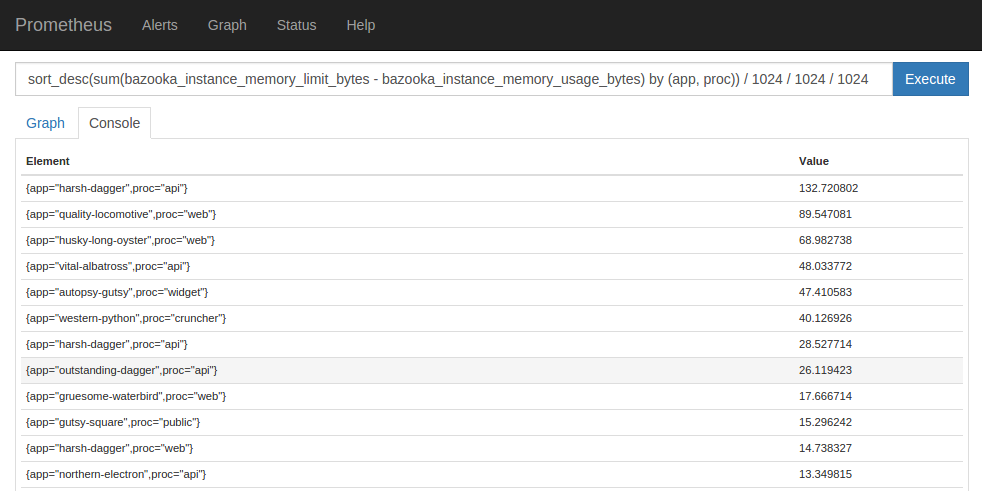 Prometheus Alerts Graph Status Help
sort_desc(sum(bazooka_instance_memory_limit_bytes - bazooka_instance_memory_usage_bytes) by (app, proc)) / 1024 / 1024 / 1024 Execute
Graph Console
Element Value
{app="harsh-dagger",proc="api"} 132.720802
{app="quality-locomotive",proc="web"} 89.547081
{app="husky-long-oyster",proc="web"} 68.982738
{app="vital-albatross",proc="api"} 48.033772
{app="autopsy-gutsy",proc="widget"} 47.410583
{app="western-python",proc="cruncher"} 40.126926
{app="harsh-dagger",proc="api"} 28.527714
{app="outstanding-dagger",proc="api"} 26.119423
{app="gruesome-waterbird",proc="web"} 17.666714
{app="gutsy-square",proc="public"} 15.296242
{app="harsh-dagger",proc="web"} 14.738327
{app="northern-electron",proc="api"} 13.349815